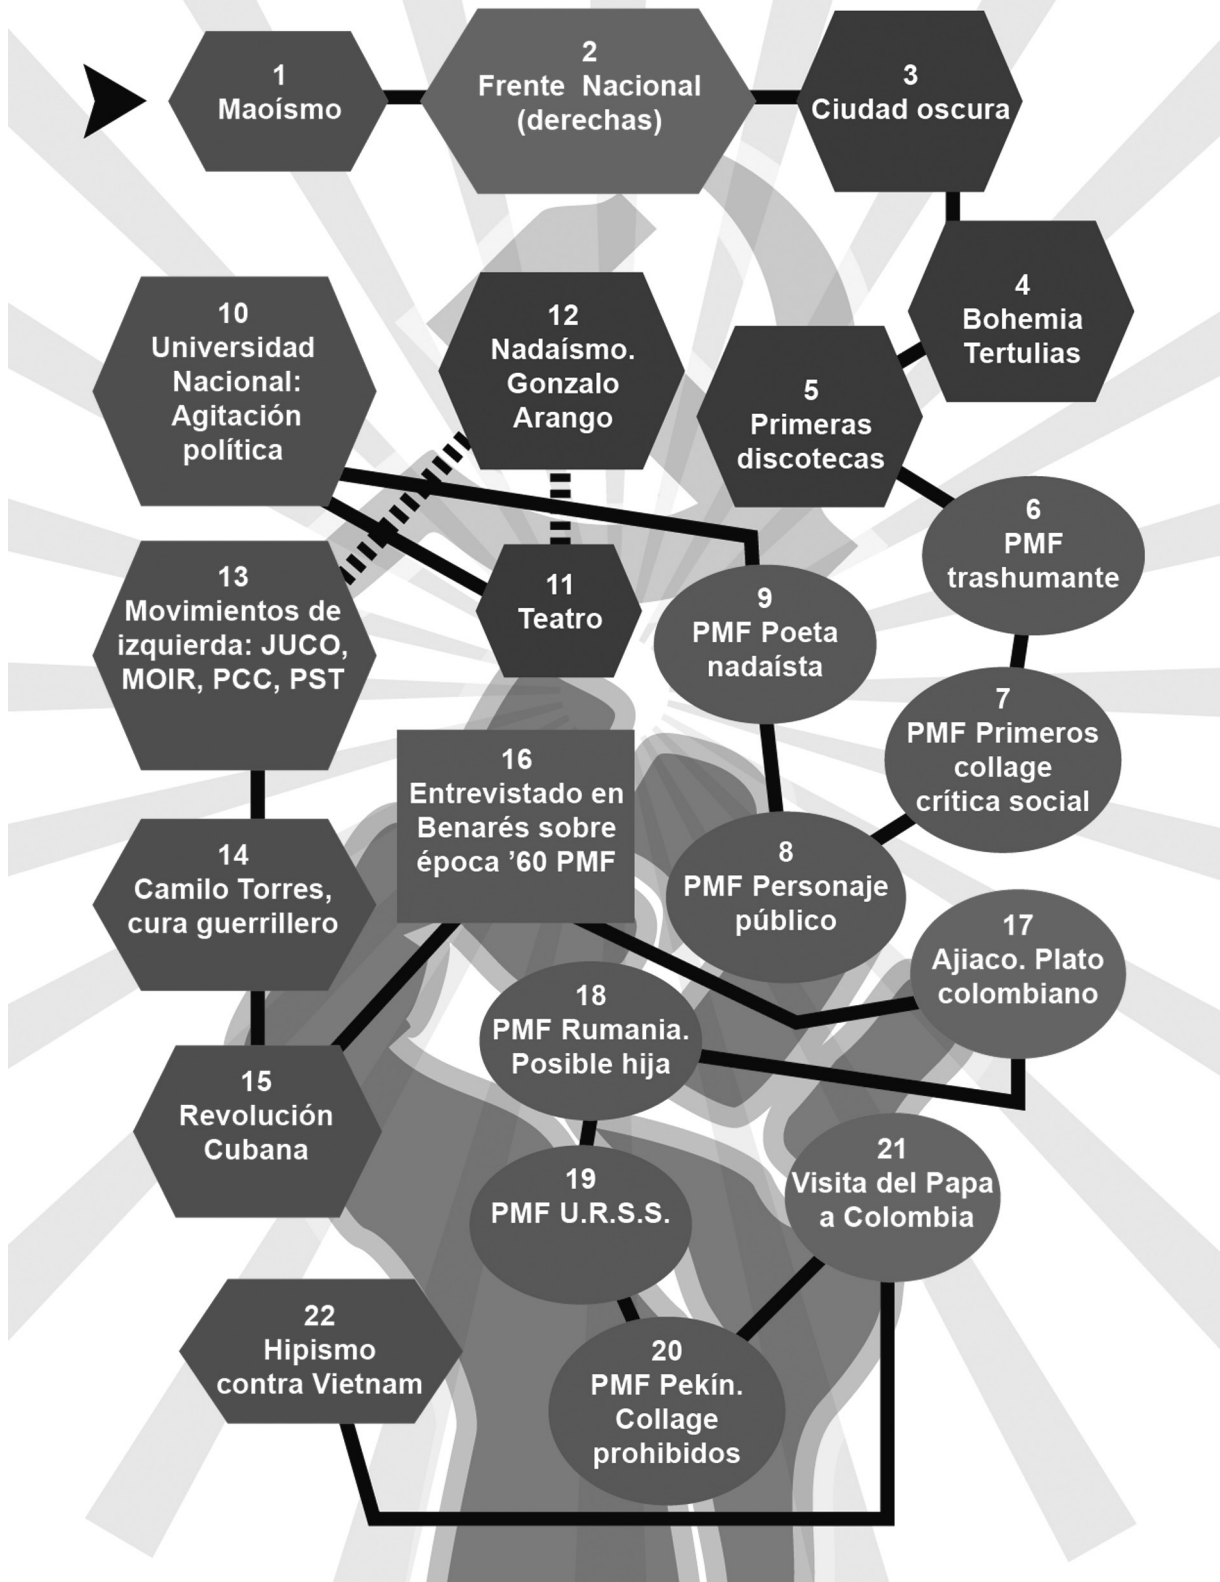 1
Maoísmo
2
Frente Nacional
(derechas)
3
Ciudad oscura
4
Bohemia
Tertulias
5
Primeras
discotecas
6
PMF
trashumante
7
PMF Primeros
collage
crítica social
8
PMF Personaje
público
9
PMF Poeta
nadaísta
10
Universidad
Nacional:
Agitación
política
11
Teatro
12
Nadaísmo.
Gonzalo
Arango
13
Movimientos de
izquierda: JUCO,
MOIR, PCC, PST
14
Camilo Torres,
cura guerrillero
15
Revolución
Cubana
16
Entrevistado en
Benarés sobre
época ’60 PMF
17
Ajiaco. Plato
colombiano
18
PMF Rumania.
Posible hija
19
PMF U.R.S.S.
20
PMF Pekín.
Collage
prohibidos
21
Visita del Papa
a Colombia
22
Hipismo
contra Vietnam